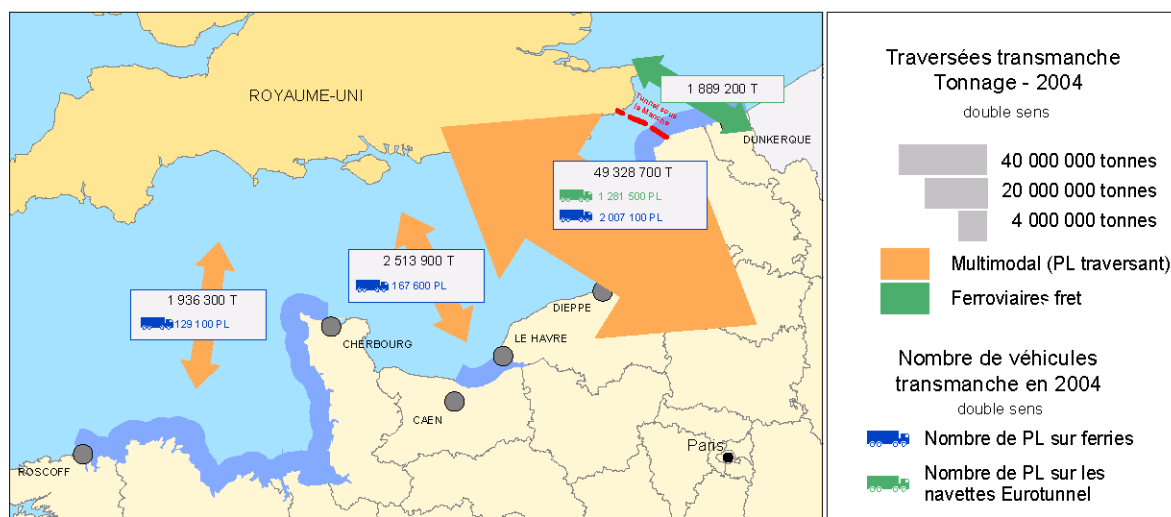 ROYAUME-UNI
1 889 200 T
Tunnel sous
la Manche
DUNKERQUE
49 328 700 T
1 281 500 PL
2 007 100 PL
2 513 900 T
167 600 PL
1 936 300 T
129 100 PL
DIEPPE
CHERBOURG
LE HAVRE
CAEN
ROSCOFF
Paris
Traversées transmanche
Tonnage - 2004
double sens
40 000 000 tonnes
20 000 000 tonnes
4 000 000 tonnes
Multimodal (PL traversant)
Ferroviaires fret
Nombre de véhicules
transmanche en 2004
double sens
Nombre de PL sur ferries
Nombre de PL sur les
navettes Eurotunnel